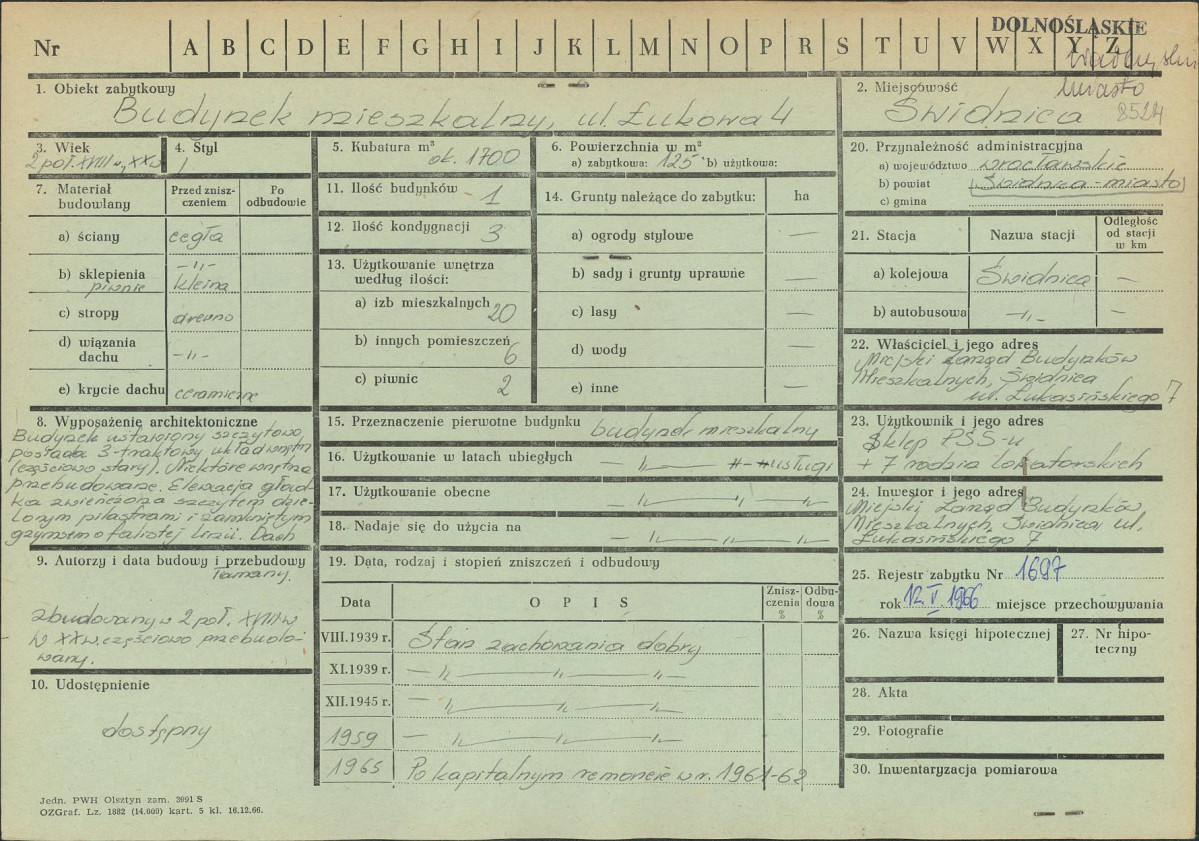 DOLNOŚLĄSKIE
Nr A B C D E F G H I J K L M N O P R S T U V W X Y Z
miasto
8524
1. Obiekt zabytkowy
Budynek mieszkalny, ul. Łukowa 4
2. Miejscowość
Świdnica
3. Wiek
2 poł. XVIII w, XX w
4. Styl
/
5. Kubatura m³
ok. 1700
6. Powierzchnia w m²
a) zabytkowa: 125 b) użytkowa:
7. Materiał budowlany
Przed zniszczeniem
Po odbudowie
a) ściany cegła
b) sklepienia —„—
piwnic kleina
c) stropy drewno
d) wiązania dachu —„—
e) krycie dachu ceramiczne
8. Wyposażenie architektoniczne
Budynek ustawiony szczytowo
posiada 3-traktowy układ wnętrz
(częściowo stary). Niektóre wnętrza
przebudowane. Elewacja gład-
ka zwieńczona szczytem dzie-
lonym pilastrami i zamkniętym
gzymsem o falistej linii. Dach
łamany.
9. Autorzy i data budowy i przebudowy
zbudowany w 2 poł. XVIII w
w XX w. częściowo przebudo-
wany.
10. Udostępnienie
dostępny
11. Ilość budynków 1
12. Ilość kondygnacji 3
13. Użytkowanie wnętrza
według ilości:
a) izb mieszkalnych 20
b) innych pomieszczeń 6
c) piwnic 2
14. Grunty należące do zabytku: ha
a) ogrody stylowe —
b) sady i grunty uprawne —
c) lasy —
d) wody —
e) inne —
15. Przeznaczenie pierwotne budynku budynek mieszkalny
16. Użytkowanie w latach ubiegłych — „ — usługi
17. Użytkowanie obecne — „ — „ — „
18. Nadaje się do użycia na — „ — „ — „
19. Data, rodzaj i stopień zniszczeń i odbudowy
Data
O P I S
Zniszczenia %
Odbudowa %
VIII.1939 r. Stan zachowania dobry
XI.1939 r. — „ — „ — „ —
XII.1945 r. — „ — „ — „ —
1959 — „ — „ — „ —
1965 Po kapitalnym remoncie w r. 1961-62
20. Przynależność administracyjna
a) województwo wrocławskie
b) powiat Świdnica-miasto
c) gmina
21. Stacja
Nazwa stacji
Odległość od stacji w km
a) kolejowa Świdnica —
b) autobusowa —„— —
22. Właściciel i jego adres
Miejski Zarząd Budynków
Mieszkalnych, Świdnica
ul. Łukasińskiego 7
23. Użytkownik i jego adres
Sklep PSS-u
+ 7 rodzin lokatorskich
24. Inwestor i jego adres
Miejski Zarząd Budynków
Mieszkalnych, Świdnica ul.
Łukasińskiego 7
25. Rejestr zabytku Nr 1697
rok 12 V 1966 miejsce przechowywania
26. Nazwa księgi hipotecznej
27. Nr hipoteczny
28. Akta
29. Fotografie
30. Inwentaryzacja pomiarowa
Jedn. PWH Olsztyn zam. 3991 S
OZGraf. Lz. 1882 (14.000) kart. 5 kl. 16.12.66.